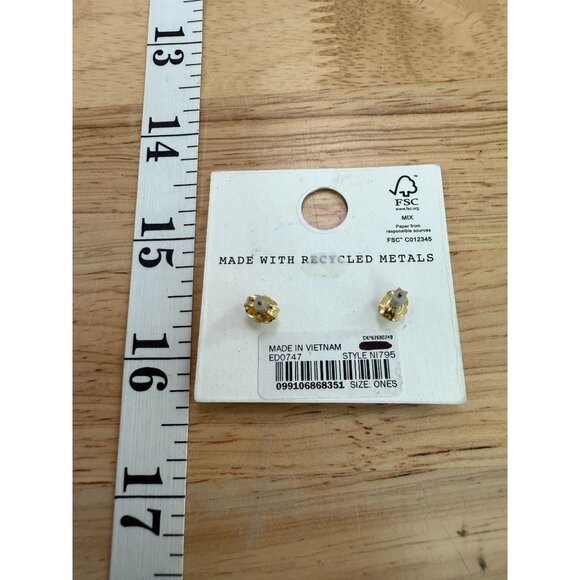 13
14
15
16
17
FSC
www.fsc.org
MIX
Paper from
responsible sources
FSC™ C012345
MADE WITH RECYCLED METALS
MADE IN VIETNAM
ED0747 STYLE NI795
099106868351 SIZE: ONES